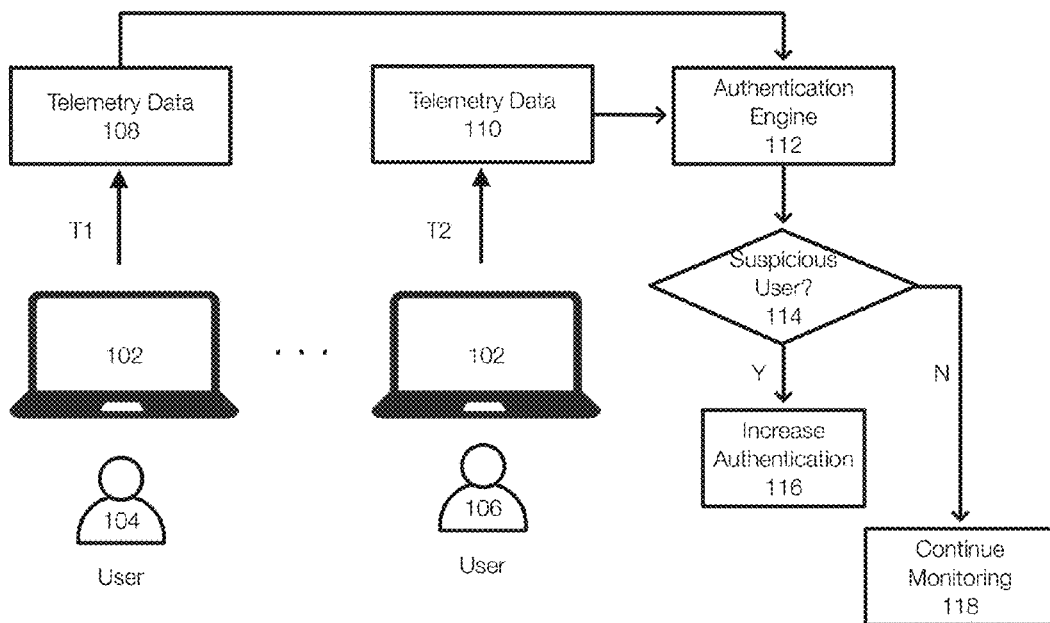 Telemetry Data
108
Telemetry Data
110
Authentication
Engine
112
T1
T2
Suspicious
User?
114
102
. . .
102
Y
N
Increase
Authentication
116
104
106
User
User
Continue
Monitoring
118